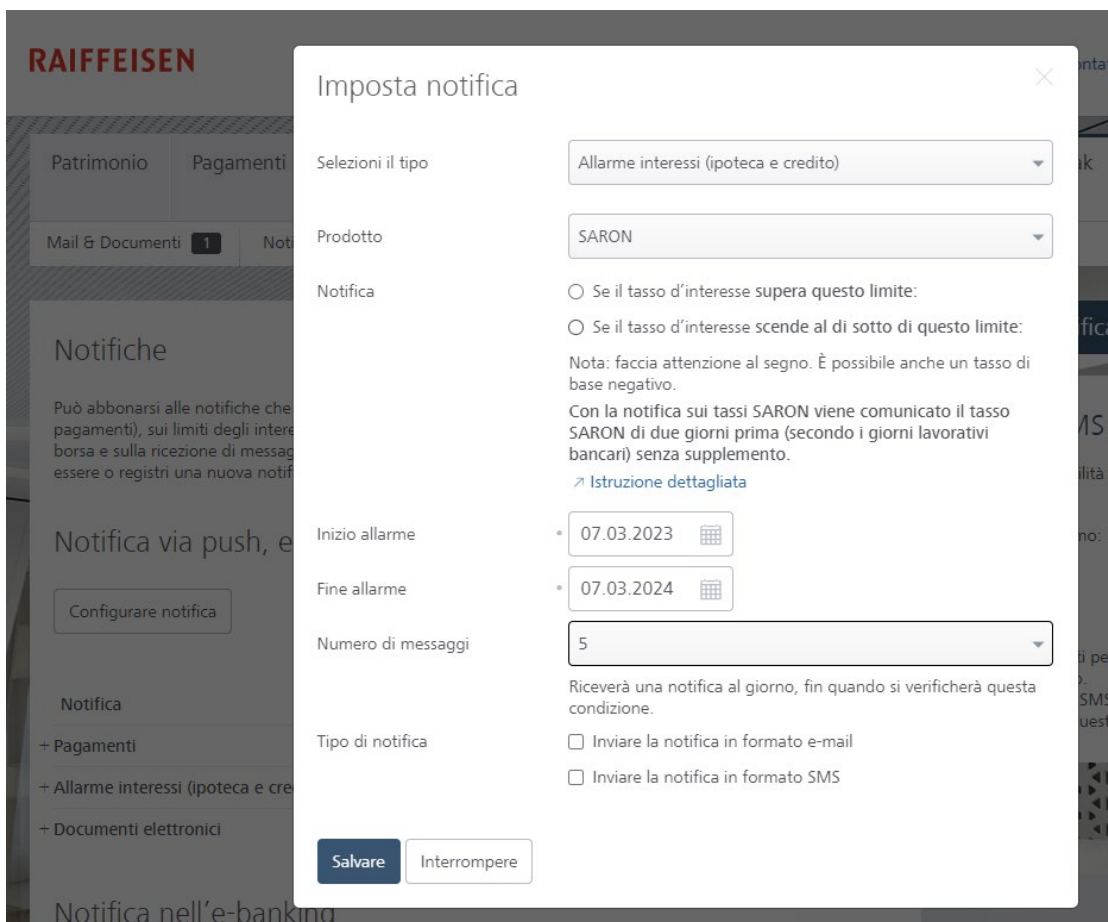 RAIFFEISEN
Imposta notifica
Patrimonio
Pagamenti
Mail & Documenti 1
Selezioni il tipo
Allarme interessi (ipoteca e credito)
Prodotto
SARON
Notifica
Se il tasso d'interesse supera questo limite:
Se il tasso d'interesse scende al di sotto di questo limite:
Nota: faccia attenzione al segno. È possibile anche un tasso di
base negativo.
Con la notifica sui tassi SARON viene comunicato il tasso
SARON di due giorni prima (secondo i giorni lavorativi
bancari) senza supplemento.
Istruzione dettagliata
Inizio allarme
07.03.2023
Fine allarme
07.03.2024
Numero di messaggi
5
Riceverà una notifica al giorno, fin quando si verificherà questa
condizione.
Tipo di notifica
Inviare la notifica in formato e-mail
Inviare la notifica in formato SMS
Salvare
Interrompere
Notifiche
Può abbonarsi alle notifiche che
pagamenti), sui limiti degli
borsa e sulla ricezione di
essere o registri una nuova
Notifica via push,
Configurare notifica
Notifica
+ Pagamenti
+ Allarme interessi (ipoteca e
+ Documenti elettronici
Notifica nell'e-banking
SMS